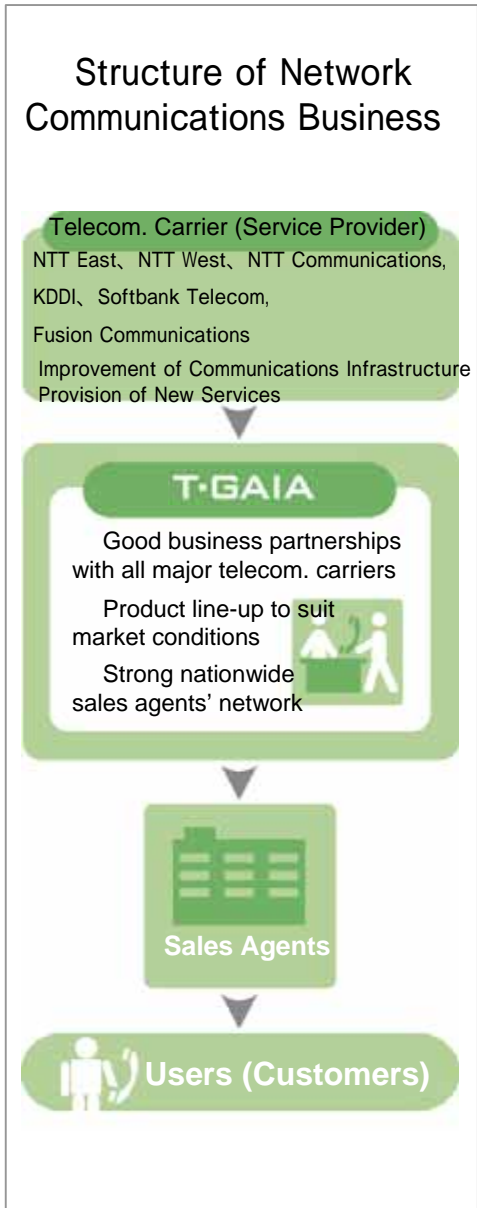 Structure of Network
Communications Business
Telecom. Carrier (Service Provider)
NTT East、NTT West、NTT Communications,
KDDI、Softbank Telecom,
Fusion Communications
Improvement of Communications Infrastructure
Provision of New Services
T・GAIA
Good business partnerships
with all major telecom. carriers
Product line-up to suit
market conditions
Strong nationwide
sales agents’ network
Sales Agents
Users (Customers)